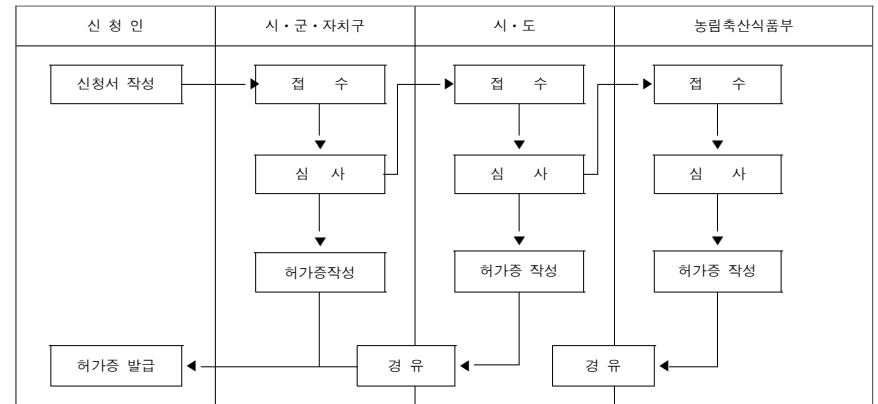 신 청 인
시·군·자치구
시·도
농림축산식품부
신청서 작성
접 수
접 수
접 수
심 사
심 사
심 사
허가증작성
허가증 작성
허가증 작성
허가증 발급
경 유
경 유